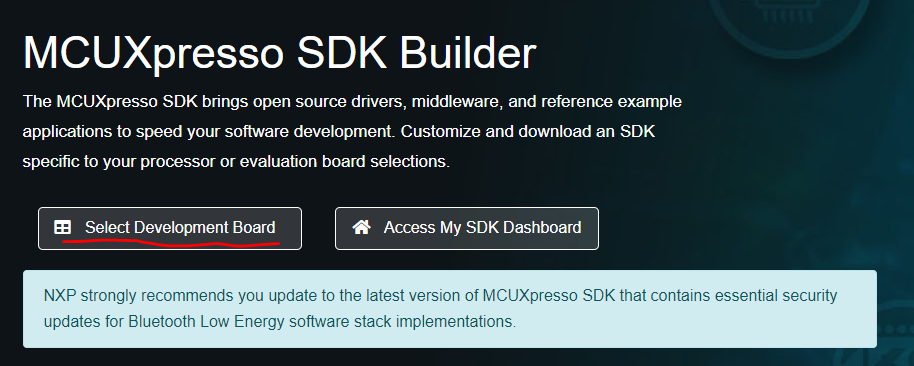 MCUXpresso SDK Builder
The MCUXpresso SDK brings open source drivers, middleware, and reference example
applications to speed your software development. Customize and download an SDK
specific to your processor or evaluation board selections.
Select Development Board
Access My SDK Dashboard
NXP strongly recommends you update to the latest version of MCUXpresso SDK that contains essential security
updates for Bluetooth Low Energy software stack implementations.